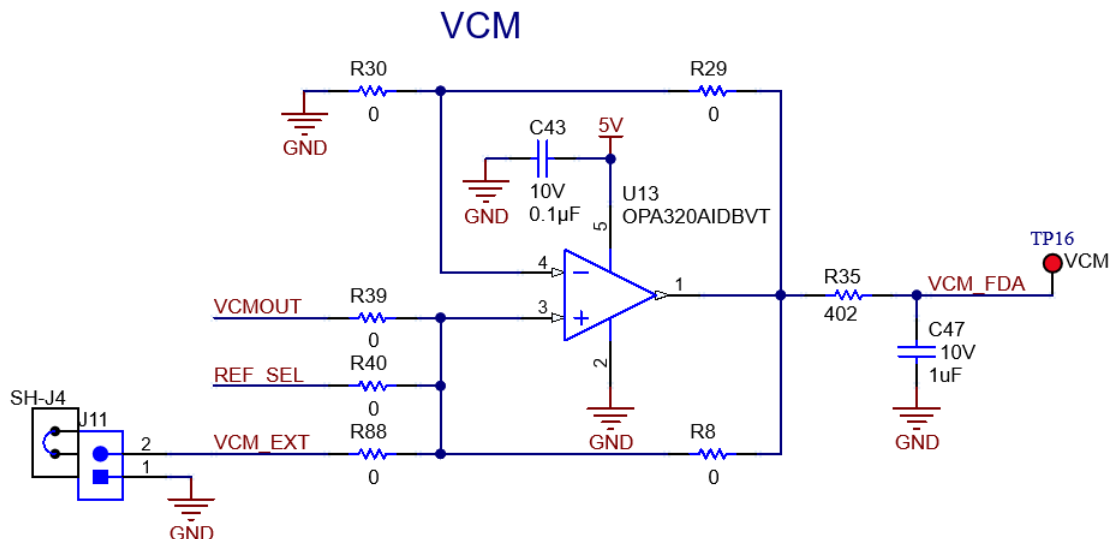 VCM
R30
0
R29
0
GND
C43
10V
0.1µF
GND
5V
U13
OPA320AIDBVT
5
4
3
1
2
GND
VCMOUT
R39
0
REF_SEL
R40
0
SH-J4
J11
2
1
VCM_EXT
R88
0
GND
R8
0
R35
402
VCM_FDA
TP16
VCM
C47
10V
1uF
GND